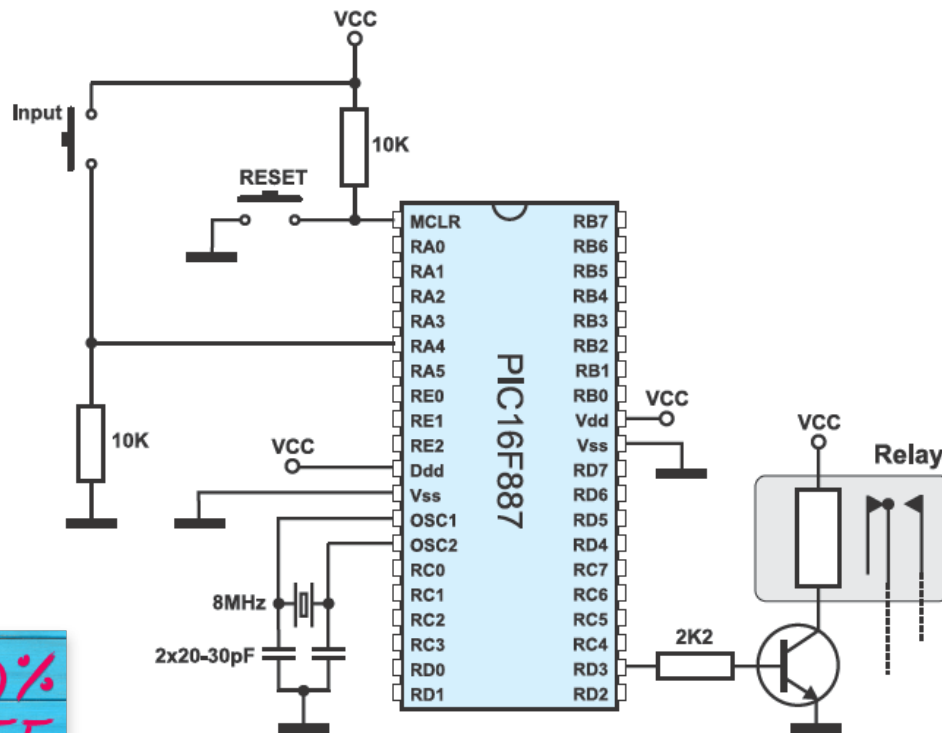 VCC
Input
10K
RESET
MCLR
RA0
RA1
RA2
RA3
RA4
RA5
RE0
RE1
RE2
Ddd
Vss
OSC1
OSC2
RC0
RC1
RC2
RC3
RD0
RD1
PIC16F887
RB7
RB6
RB5
RB4
RB3
RB2
RB1
RB0
Vdd
Vss
RD7
RD6
RD5
RD4
RC7
RC6
RC5
RC4
RD3
RD2
10K
VCC
8MHz
2x20-30pF
VCC
VCC
Relay
2K2